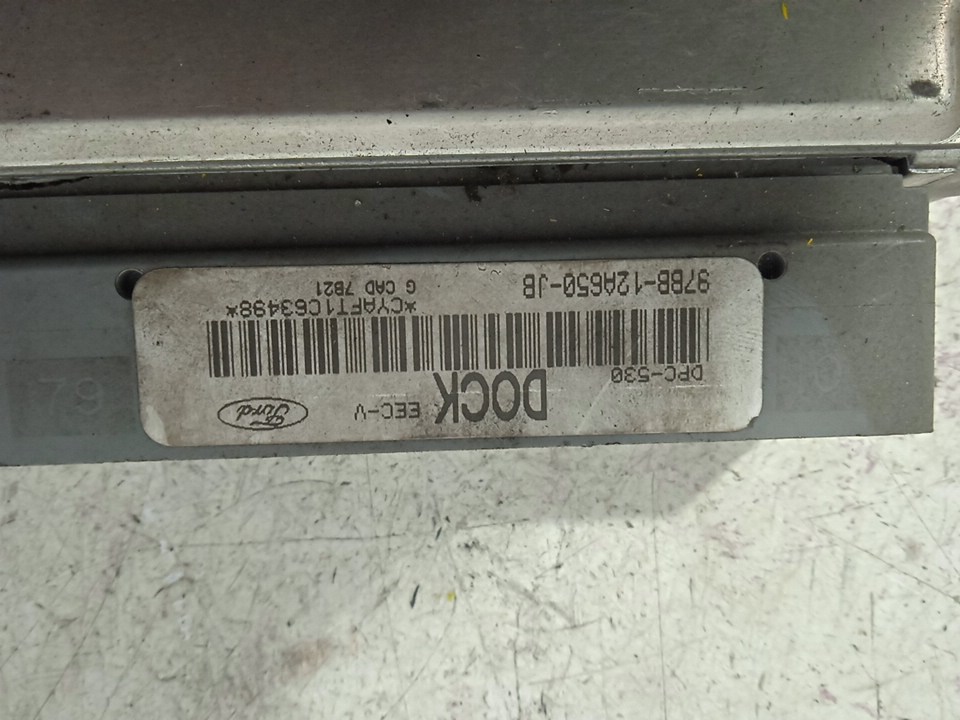 DOCK EEC-V Ford
DPC-530
*CYAFT1C63498*
97BB-12A650-JB G CAD 7B21